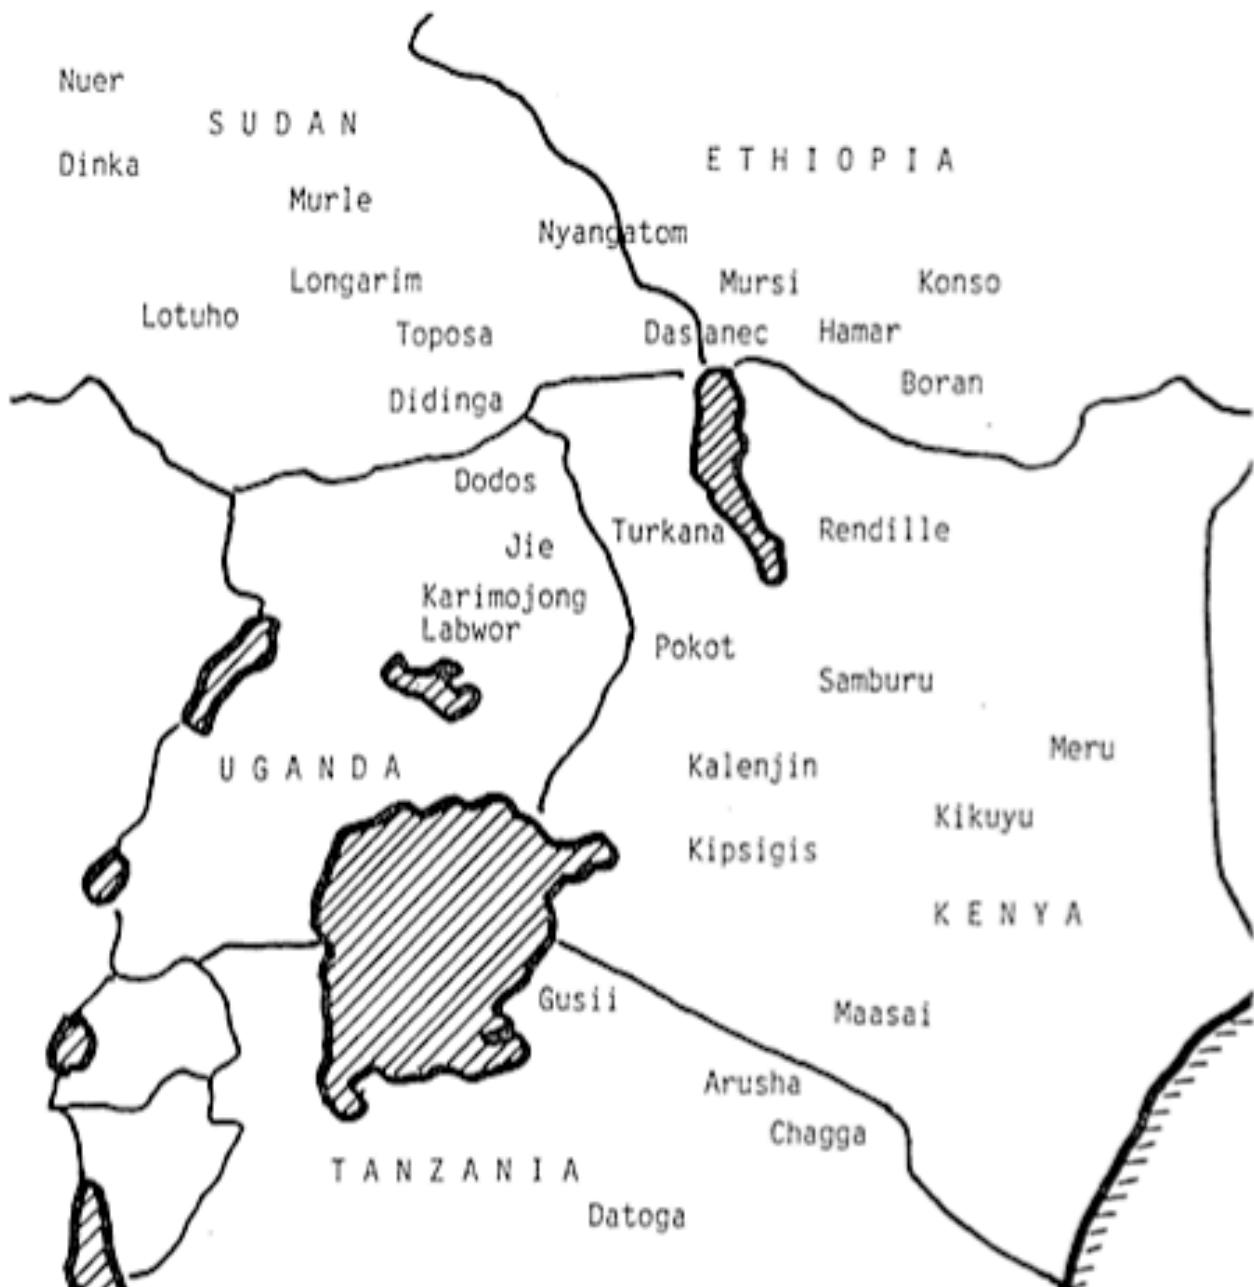 Nuer
SUDAN
Dinka
ETHIOPIA
Murle
Nyangatom
Longarim
Mursi
Konso
Lotuho
Toposa
Dasanec
Hamar
Boran
Didinga
Dodos
Turkana
Rendille
Jie
Karimojong
Labwor
Pokot
Samburu
Meru
UGANDA
Kalenjin
Kikuyu
Kipsigis
KENYA
Gusii
Maasai
Arusha
Chagga
TANZANIA
Datoga